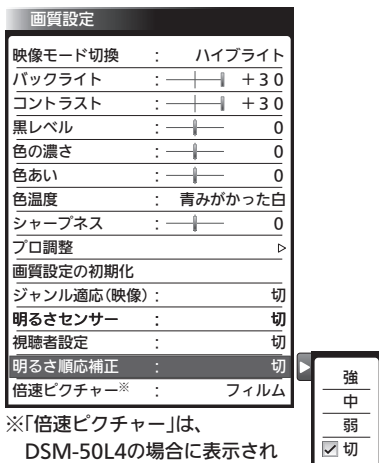 画質設定
映像モード切換 : ハイブライト
バックライト : +30
コントラスト : +30
黒レベル : 0
色の濃さ : 0
色あい : 0
色温度 : 青みがかった白
シャープネス : 0
プロ調整
画質設定の初期化
ジャンル適応(映像) : 切
明るさセンサー : 切
視聴者設定 : 切
明るさ順応補正 : 切
倍速ピクチャー※ : フィルム
強
中
弱
切
※「倍速ピクチャー」は、
DSM-50L4の場合に表示され